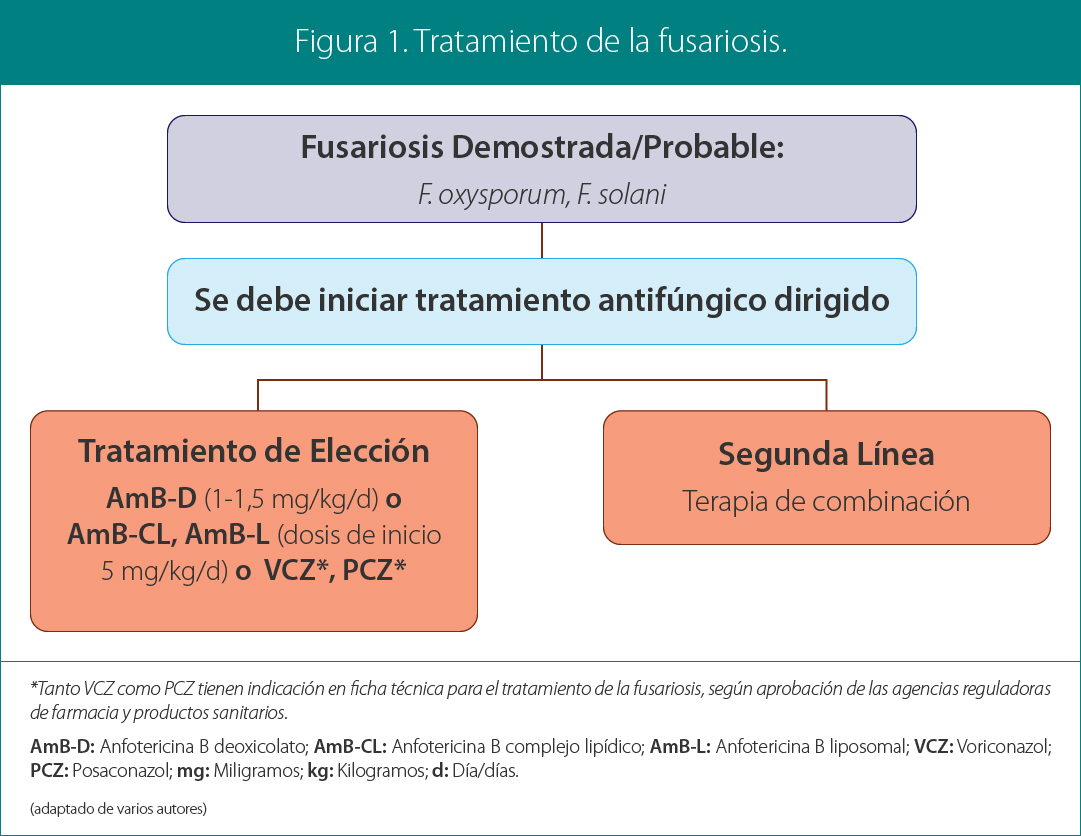 Figura 1. Tratamiento de la fusariosis.
Fusariosis Demostrada/Probable:
F. oxysporum, F. solani
Se debe iniciar tratamiento antifúngico dirigido
Tratamiento de Elección
AmB-D (1-1,5 mg/kg/d) o
AmB-CL, AmB-L (dosis de inicio
5 mg/kg/d) o VCZ*, PCZ*
Segunda Línea
Terapia de combinación
*Tanto VCZ como PCZ tienen indicación en ficha técnica para el tratamiento de la fusariosis, según aprobación de las agencias reguladoras
de farmacia y productos sanitarios.
AmB-D: Anfotericina B deoxicolato; AmB-CL: Anfotericina B complejo lipídico; AmB-L: Anfotericina B liposomal; VCZ: Voriconazol;
PCZ: Posaconazol; mg: Miligramos; kg: Kilogramos; d: Día/días.
(adaptado de varios autores)